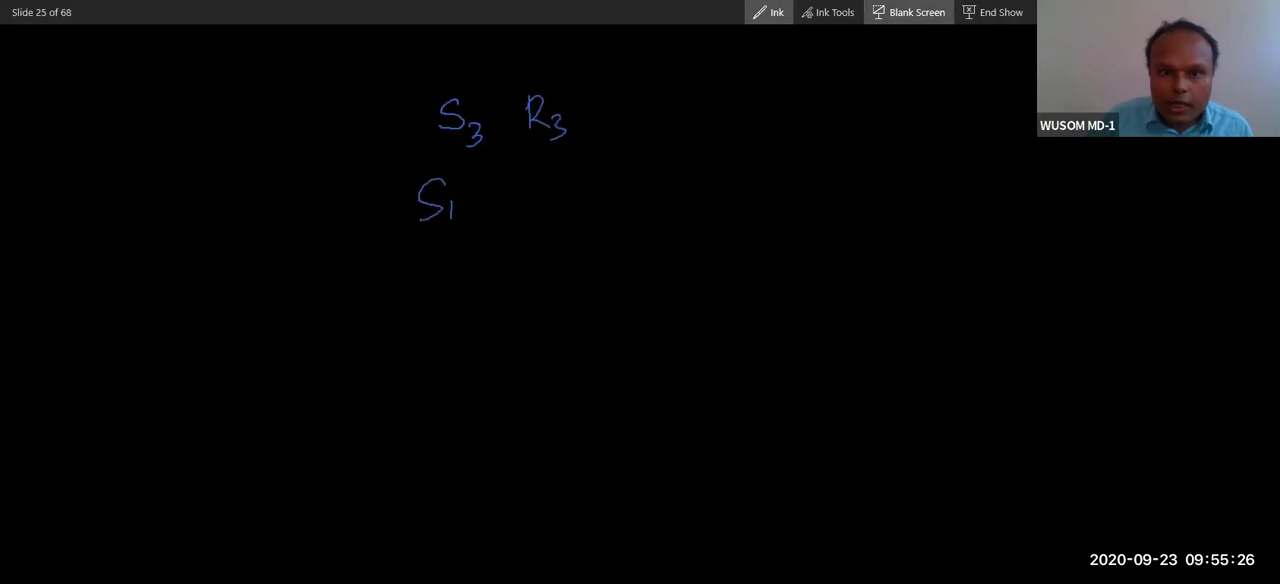 Slide 25 of 68
Ink Ink Tools Blank Screen End Show
WUSOM MD-1
S3 R3
S1
2020-09-23 09:55:26